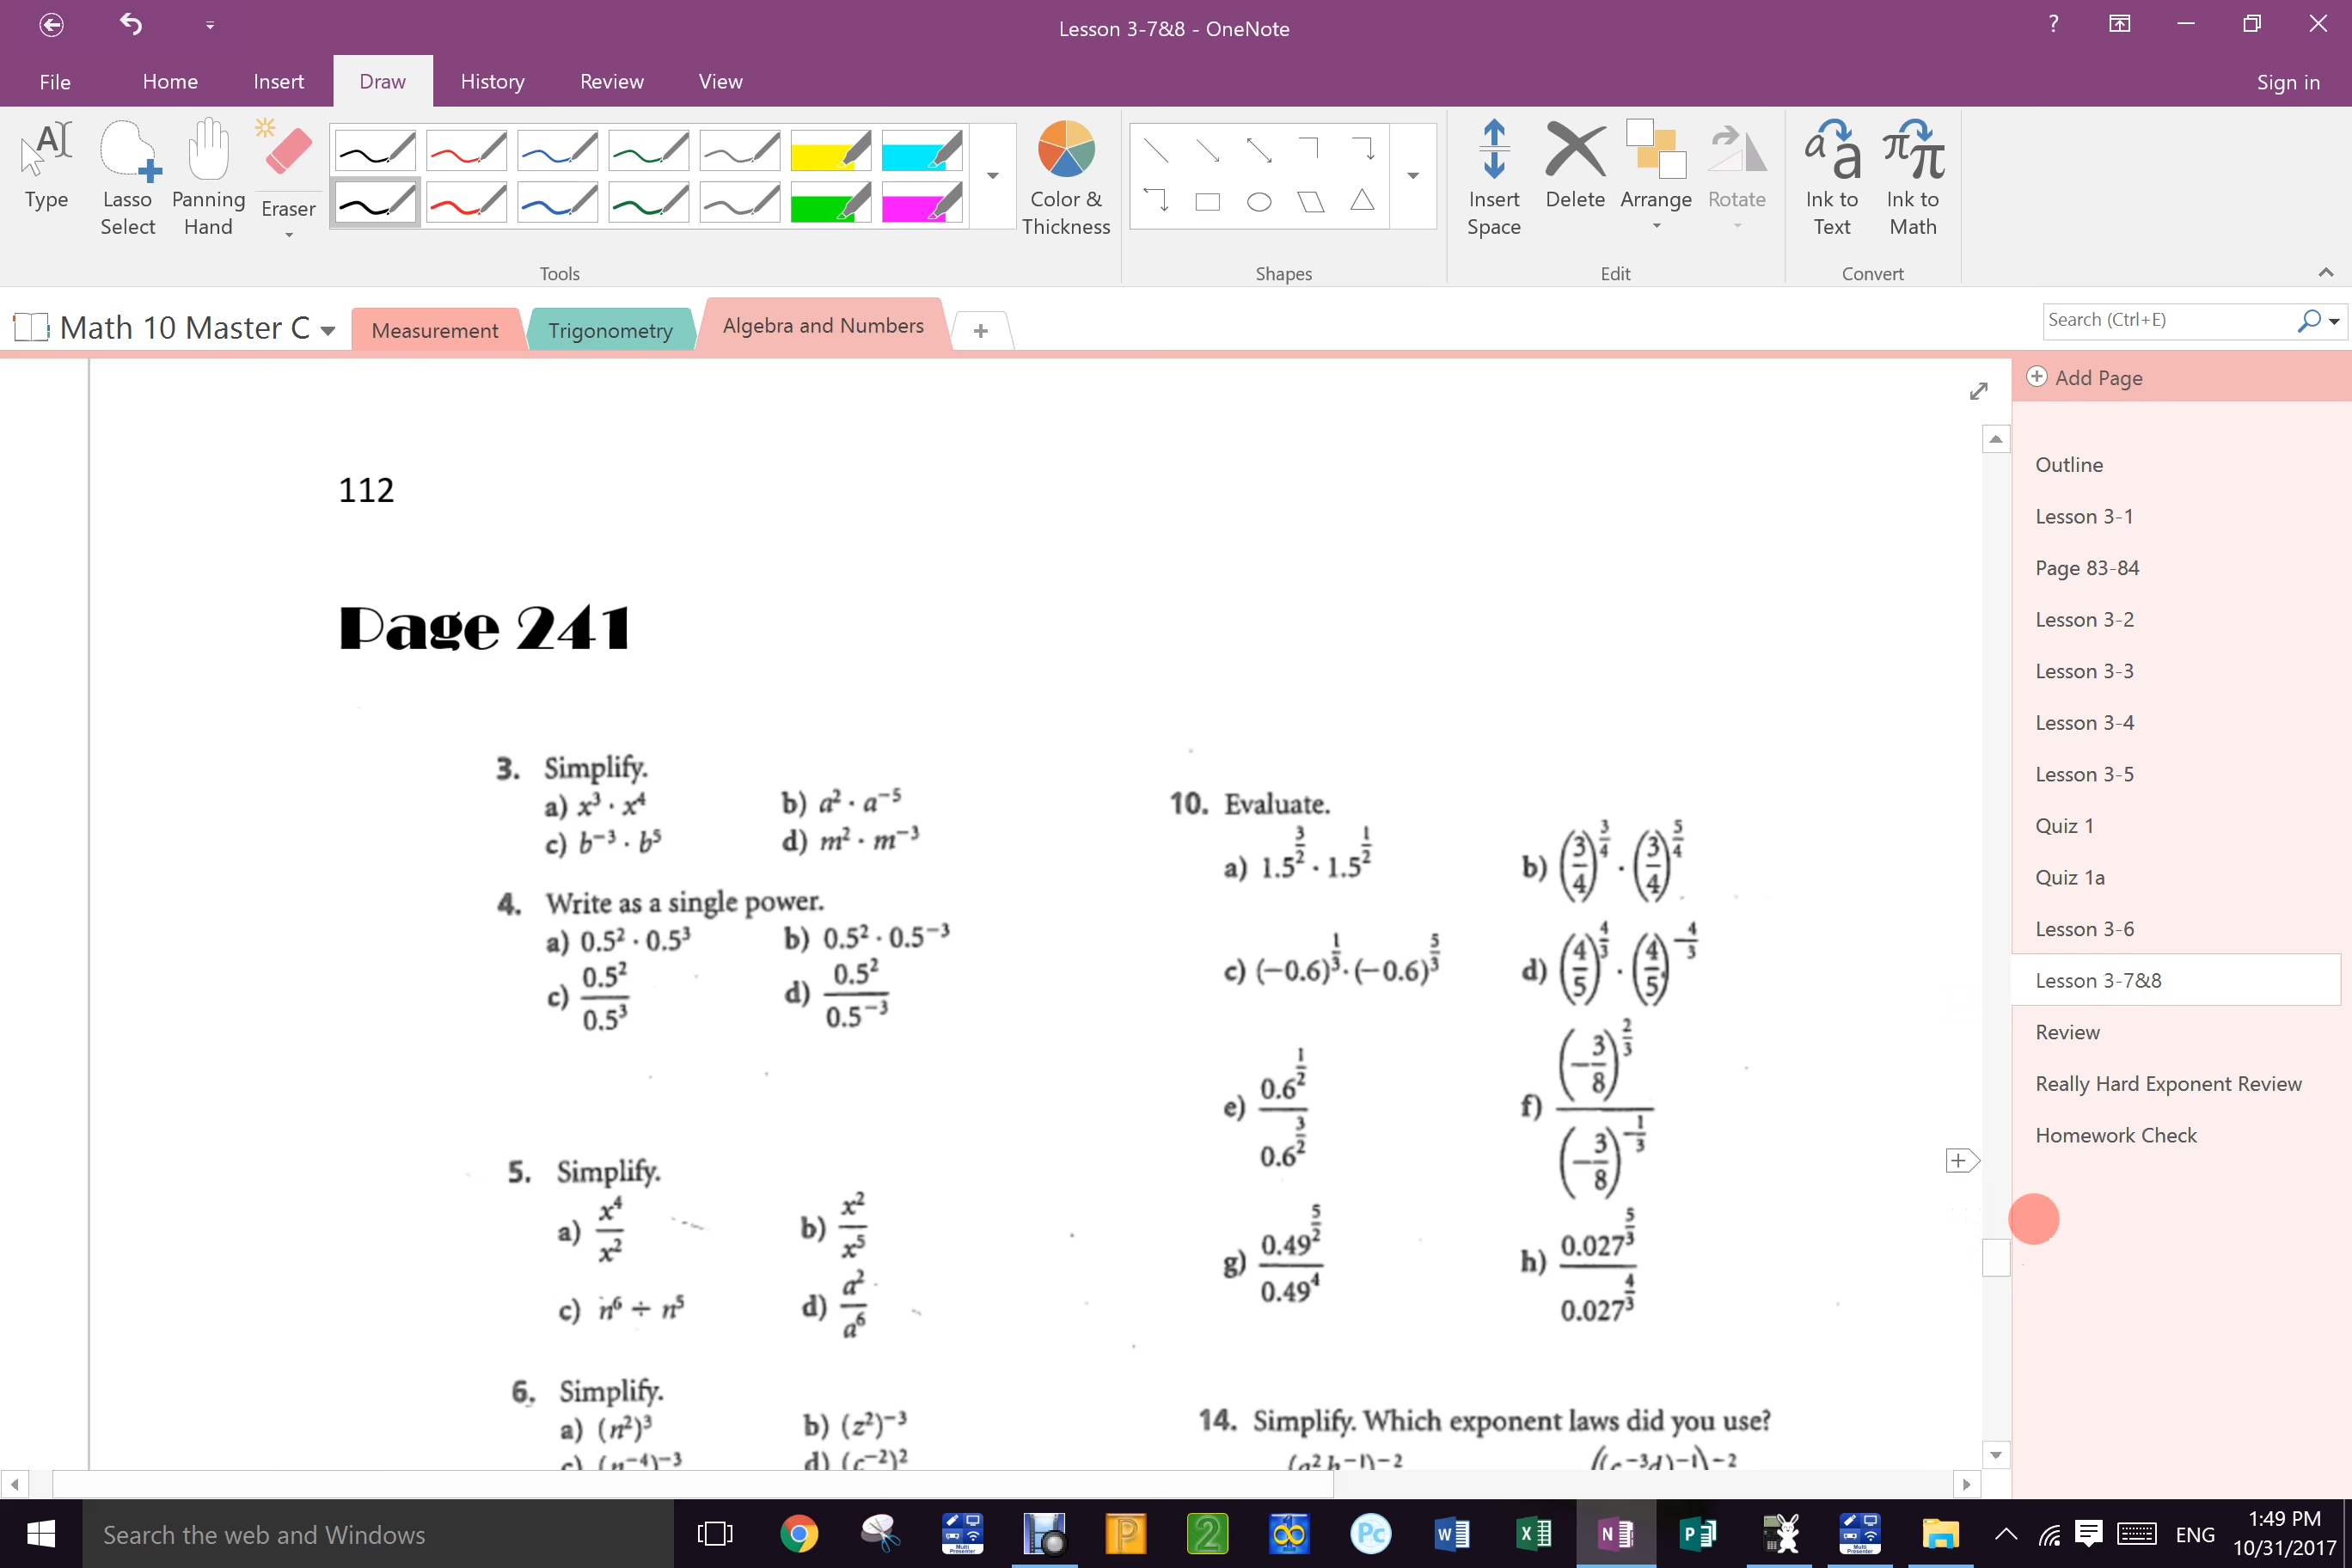 Lesson 3-7&8 - OneNote
?
File Home Insert Draw History Review View Sign in
Type
Lasso Select
Panning Hand
Eraser
Color & Thickness
Insert Space
Delete
Arrange
Rotate
Ink to Text
Ink to Math
Tools Shapes Edit Convert
Math 10 Master C Measurement Trigonometry Algebra and Numbers + Search (Ctrl+E)
Add Page
Outline
Lesson 3-1
Page 83-84
Lesson 3-2
Lesson 3-3
Lesson 3-4
Lesson 3-5
Quiz 1
Quiz 1a
Lesson 3-6
Lesson 3-7&8
Review
Really Hard Exponent Review
Homework Check
112
Page 241
3. Simplify.
a) x³ · x⁴ b) a² · a⁻⁵
c) b⁻³ · b⁵ d) m² · m⁻³
4. Write as a single power.
a) 0.5² · 0.5³ b) 0.5² · 0.5⁻³
c) 0.5²/0.5³ d) 0.5²/0.5⁻³
5. Simplify.
a) x⁴/x² b) x²/x⁵
c) n⁶ ÷ n⁵ d) a²/a⁶
6. Simplify.
a) (n²)³ b) (z²)⁻³
c) (n⁻⁴)⁻³ d) (c⁻²)²
10. Evaluate.
a) 1.5^(3/2) · 1.5^(1/2) b) (3/4)^(3/4) · (3/4)^(5/4)
c) (−0.6)^(1/3) · (−0.6)^(5/3) d) (4/5)^(4/3) · (4/5)^(−4/3)
e) 0.6^(1/2)/0.6^(3/2) f) (−3/8)^(2/3)/(−3/8)^(−1/3)
g) 0.49^(5/2)/0.49⁴ h) 0.027^(5/3)/0.027^(4/3)
14. Simplify. Which exponent laws did you use?
(a²b⁻¹)⁻² ((c⁻³d)⁻¹)⁻²
Search the web and Windows
ENG
1:49 PM
10/31/2017